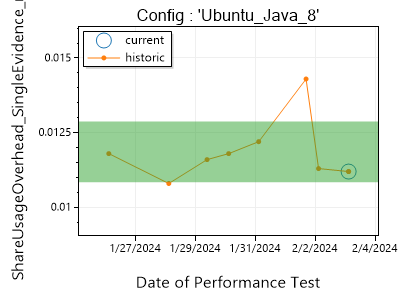 Config : 'Ubuntu_Java_8'
current
historic
ShareUsageOverhead_SingleEvidence_
0.015
0.0125
0.01
1/27/2024
1/29/2024
1/31/2024
2/2/2024
2/4/2024
Date of Performance Test